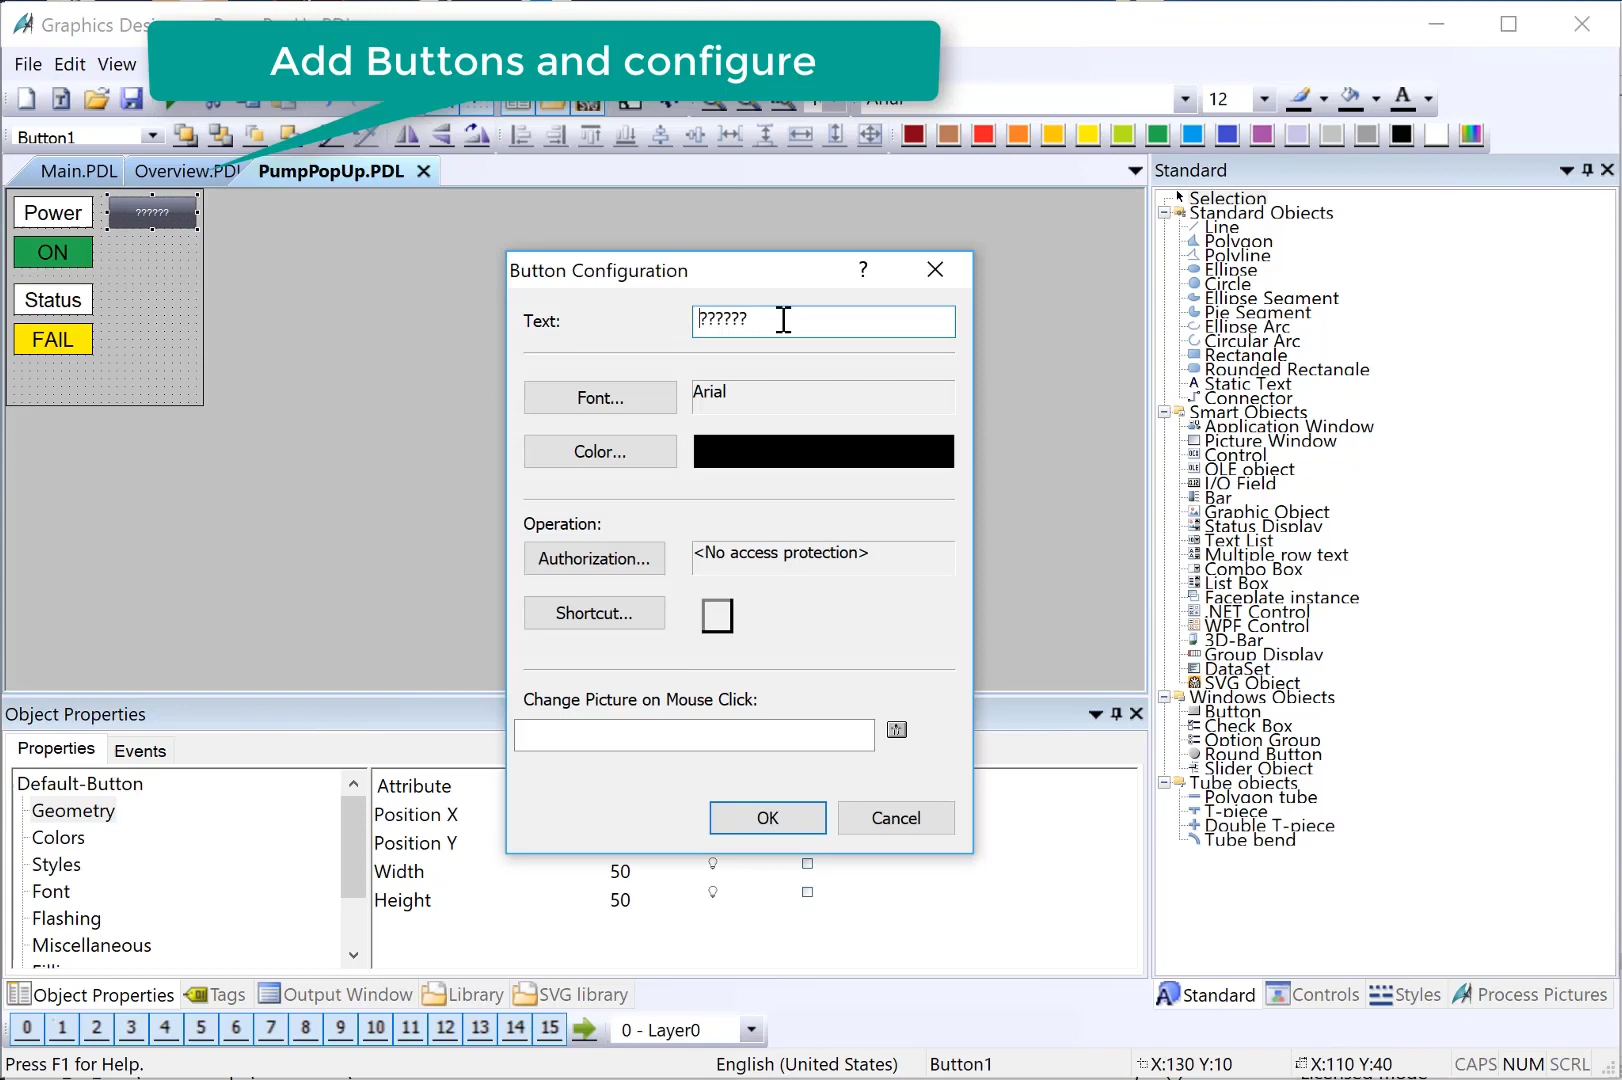 Graphics Des
Add Buttons and configure
File Edit View
12
Button1
Main.PDL Overview.PDL PumpPopUp.PDL
Standard
Power ??????
ON
Status
FAIL
Button Configuration ?
Text: ??????
Font... Arial
Color...
Operation:
Authorization... <No access protection>
Shortcut...
Change Picture on Mouse Click:
OK Cancel
Selection
Standard Objects
Line
Polygon
Polyline
Ellipse
Circle
Ellipse Segment
Pie Segment
Ellipse Arc
Circular Arc
Rectangle
Rounded Rectangle
A Static Text
Connector
Smart Objects
Application Window
Picture Window
Control
OLE object
I/O Field
Bar
Graphic Object
Status Display
Text List
Multiple row text
Combo Box
List Box
Faceplate instance
.NET Control
WPF Control
3D-Bar
Group Display
DataSet
SVG Object
Windows Objects
Button
Check Box
Option Group
Round Button
Slider Object
Tube objects
Polygon tube
T-piece
Double T-piece
Tube bend
Object Properties
Properties Events
Default-Button
Geometry
Colors
Styles
Font
Flashing
Miscellaneous
Attribute
Position X
Position Y
Width 50
Height 50
Object Properties Tags Output Window Library SVG library
Standard Controls Styles Process Pictures
0 1 2 3 4 5 6 7 8 9 10 11 12 13 14 15 0 - Layer0
Press F1 for Help. English (United States) Button1 X:130 Y:10 X:110 Y:40 CAPS NUM SCRL